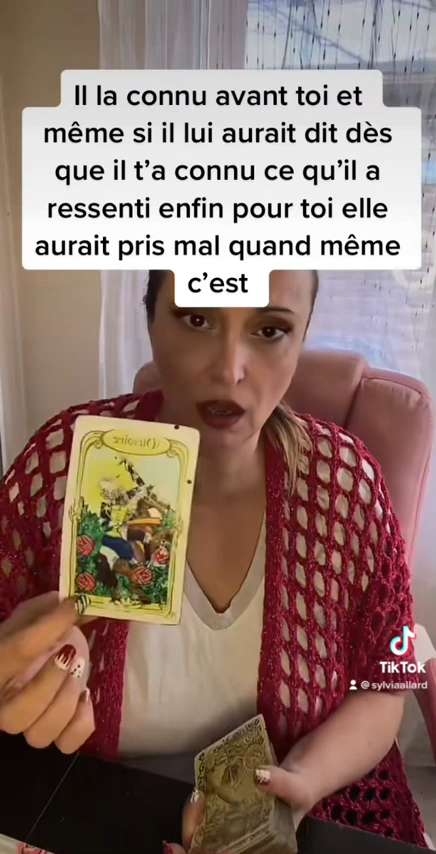 Il la connu avant toi et
même si il lui aurait dit dès
que il t’a connu ce qu’il a
ressenti enfin pour toi elle
aurait pris mal quand même
c’est
TikTok
@sylviaallard